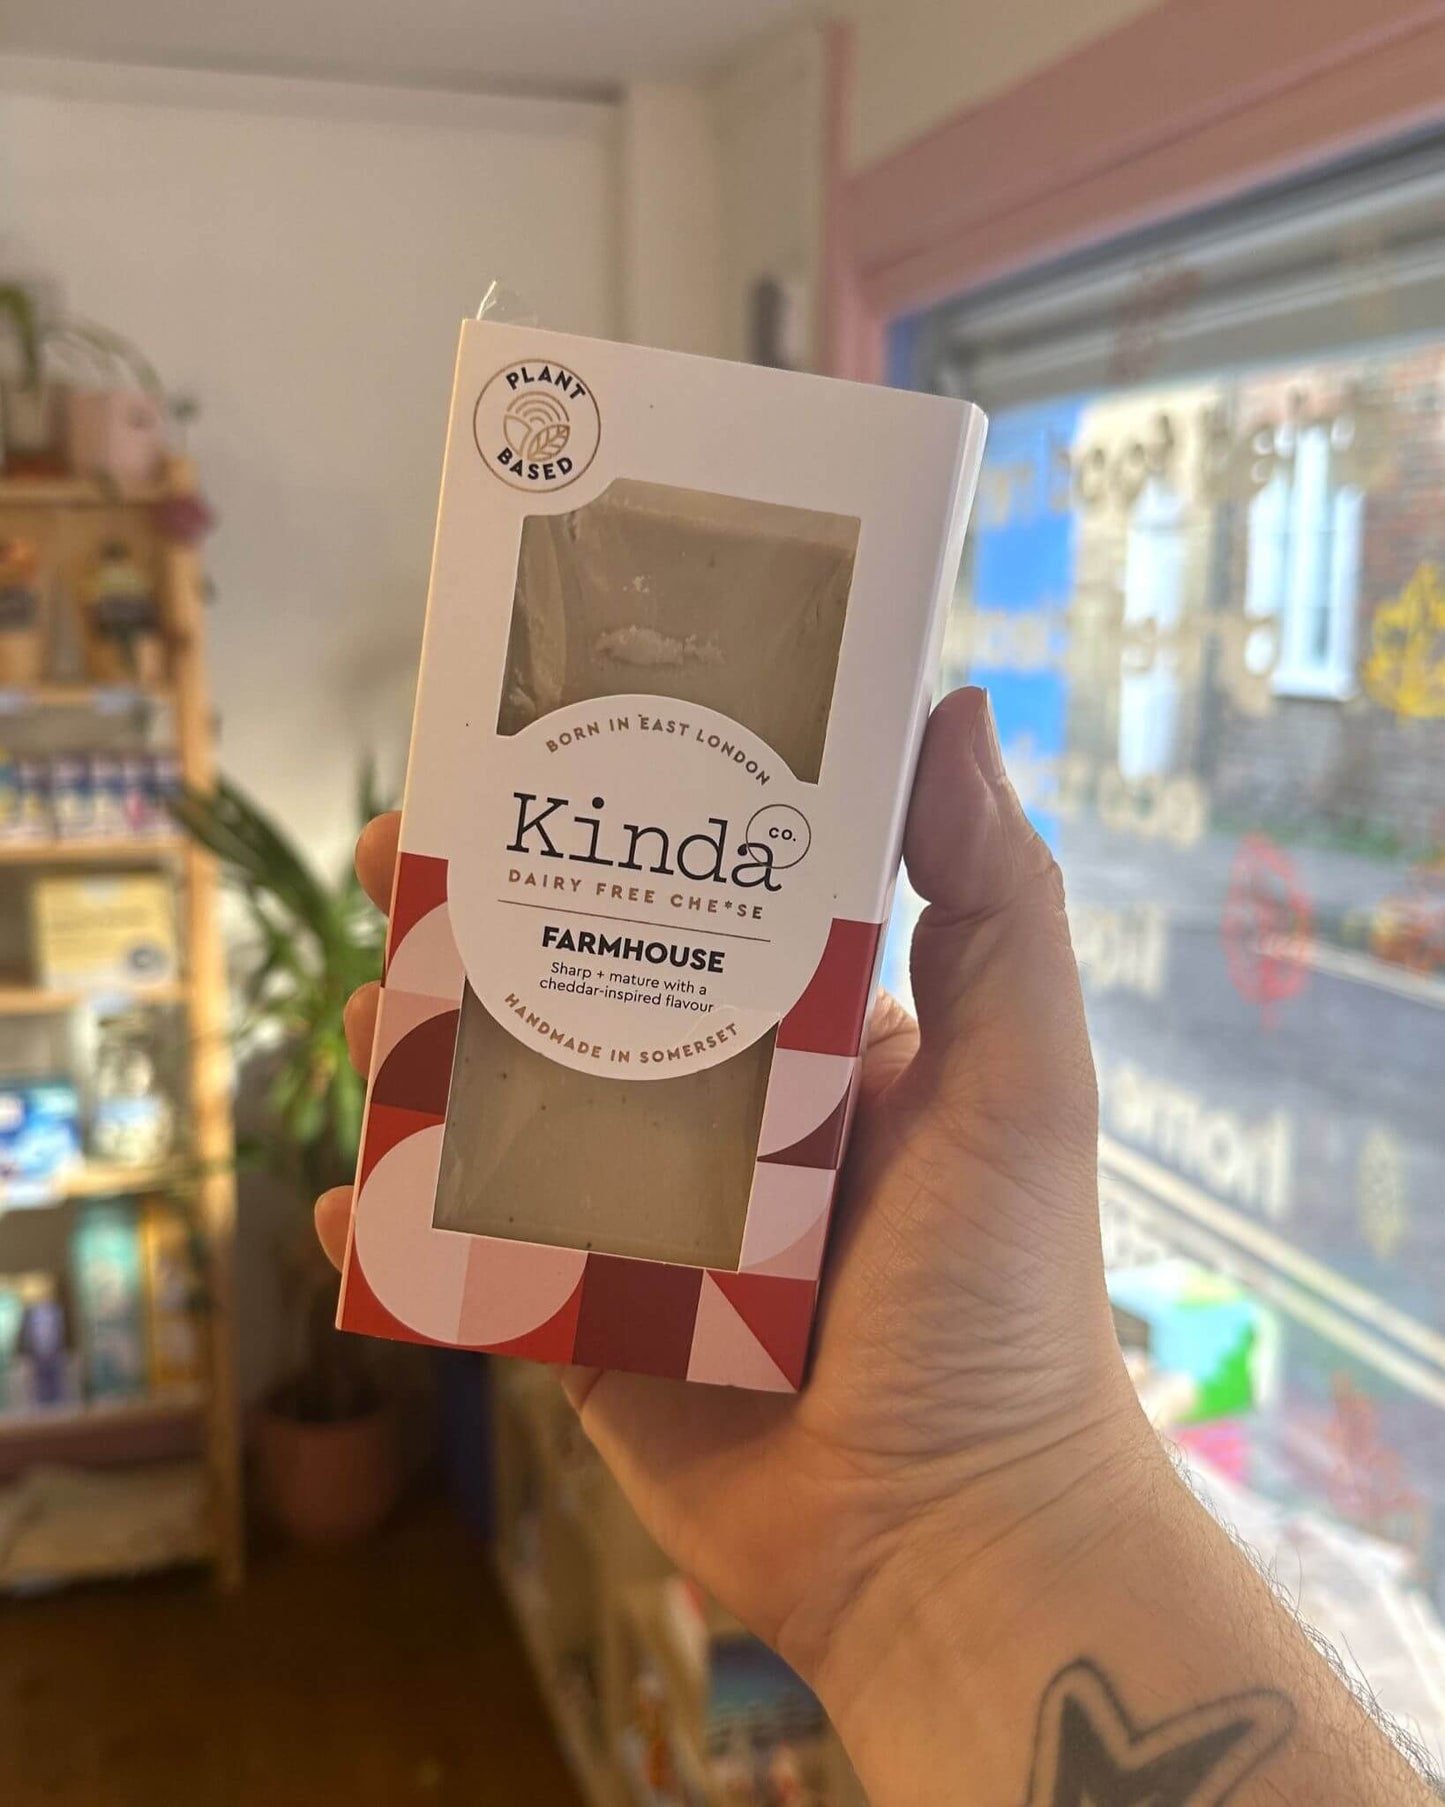 PLANT
BASED
BORN IN EAST LONDON
Kinda
CO.
DAIRY FREE CHE*SE
FARMHOUSE
Sharp + mature with a
cheddar-inspired flavour
HANDMADE IN SOMERSET